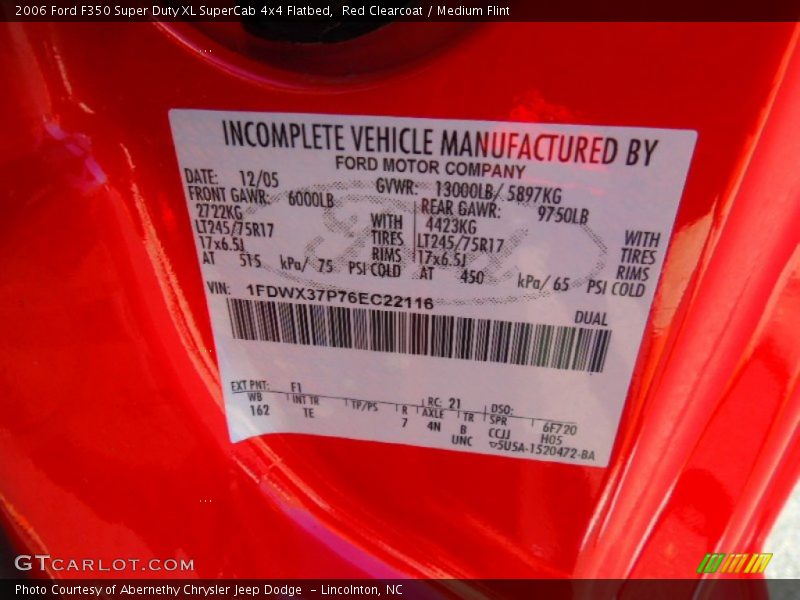 2006 Ford F350 Super Duty XL SuperCab 4x4 Flatbed, Red Clearcoat / Medium Flint
INCOMPLETE VEHICLE MANUFACTURED BY
FORD MOTOR COMPANY
DATE: 12/05 GVWR: 13000LB/ 5897KG
FRONT GAWR: 6000LB REAR GAWR: 9750LB
2722KG WITH 4423KG WITH
LT245/75R17 TIRES LT245/75R17 TIRES
17x6.5J RIMS 17x6.5J RIMS
AT 515 kPa/ 75 PSI COLD AT 450 kPa/ 65 PSI COLD
VIN: 1FDWX37P76EC22116
DUAL
EXT PNT: F1 RC: 21 DSO:
WB INT TR TP/PS R AXLE TR SPR 6F720
162 TE 7 4N B CCJJ H05
UNC ▽5U5A-1520472-BA
GTCARLOT.COM
Photo Courtesy of Abernethy Chrysler Jeep Dodge - Lincolnton, NC